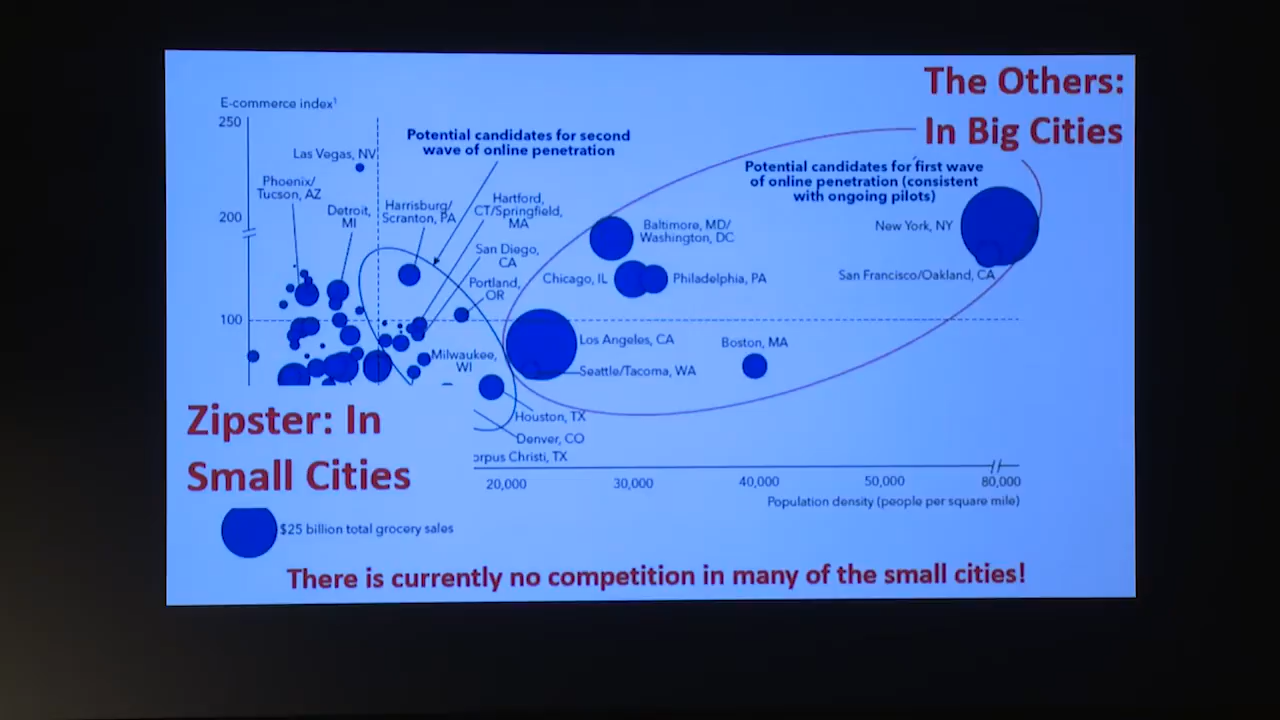 The Others:
In Big Cities
E-commerce index¹
250
200
100
Las Vegas, NV
Phoenix/
Tucson, AZ
Detroit,
MI
Potential candidates for second
wave of online penetration
Harrisburg/
Scranton, PA
Hartford,
CT/Springfield,
MA
San Diego,
CA
Portland,
OR
Milwaukee,
WI
Potential candidates for first wave
of online penetration (consistent
with ongoing pilots)
Baltimore, MD/
Washington, DC
New York, NY
Chicago, IL
Philadelphia, PA
San Francisco/Oakland, CA
Los Angeles, CA
Boston, MA
Seattle/Tacoma, WA
Houston, TX
Denver, CO
orpus Christi, TX
Zipster: In
Small Cities
20,000
30,000
40,000
50,000
80,000
Population density (people per square mile)
$25 billion total grocery sales
There is currently no competition in many of the small cities!